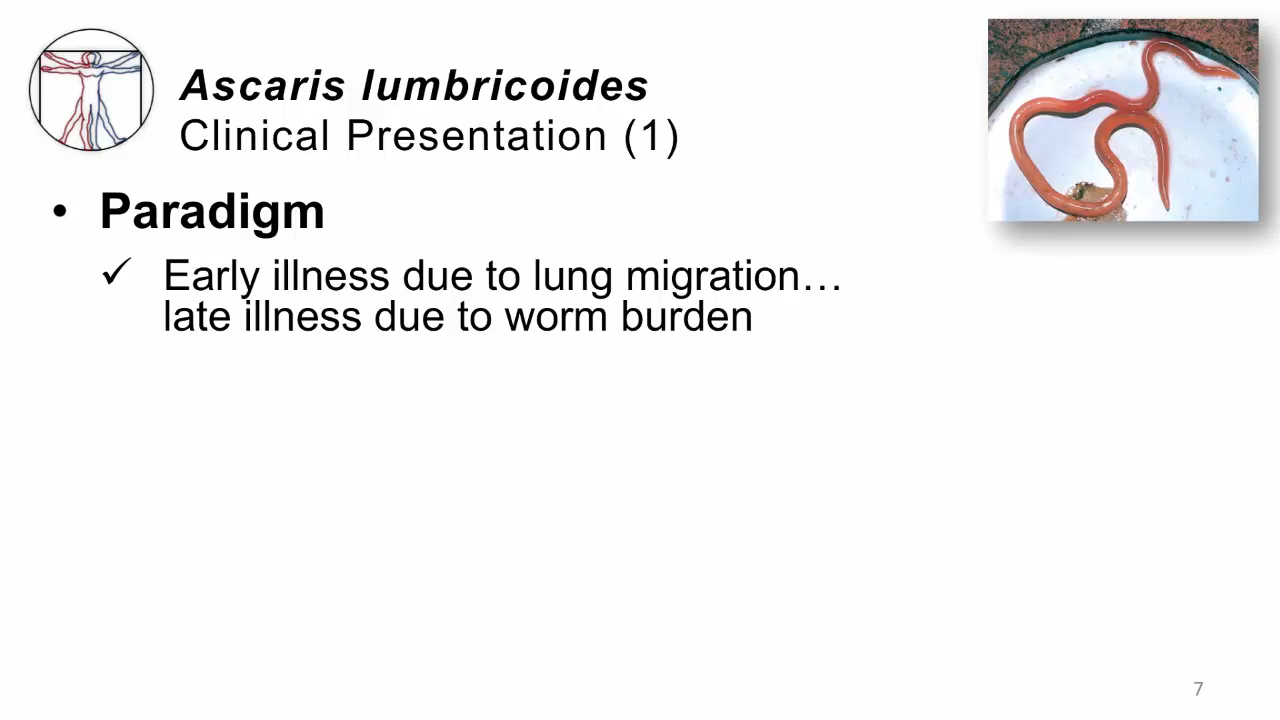 Ascaris lumbricoides
Clinical Presentation (1)
• Paradigm
✓ Early illness due to lung migration…
late illness due to worm burden
7